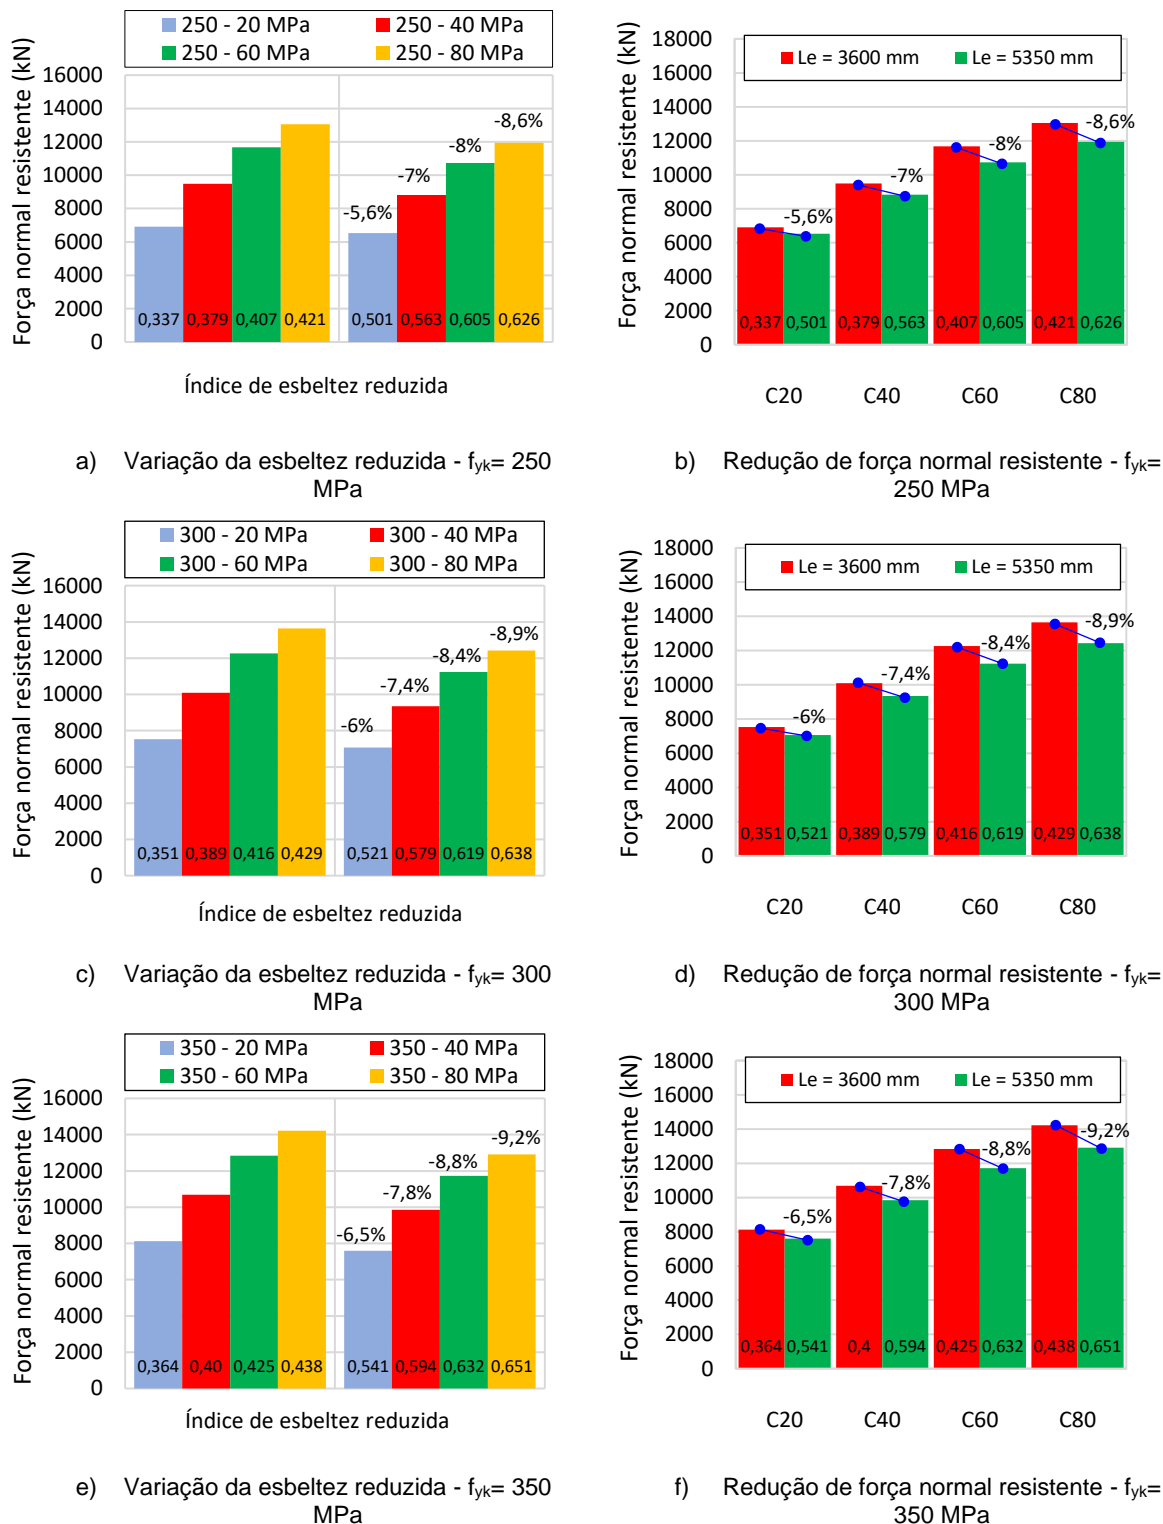 250 - 20 MPa 250 - 40 MPa
250 - 60 MPa 250 - 80 MPa
Força normal resistente (kN)
16000
14000
12000
10000
8000
6000
4000
2000
0
-5,6% -7% -8% -8,6%
0,337 0,379 0,407 0,421 0,501 0,563 0,605 0,626
Índice de esbeltez reduzida
a) Variação da esbeltez reduzida - fyk= 250
MPa
Força normal resistente (kN)
18000
16000
14000
12000
10000
8000
6000
4000
2000
0
Le = 3600 mm Le = 5350 mm
-5,6% -7% -8% -8,6%
0,337 0,501 0,379 0,563 0,407 0,605 0,421 0,626
C20 C40 C60 C80
b) Redução de força normal resistente - fyk=
250 MPa
300 - 20 MPa 300 - 40 MPa
300 - 60 MPa 300 - 80 MPa
Força normal resistente (kN)
16000
14000
12000
10000
8000
6000
4000
2000
0
-6% -7,4% -8,4% -8,9%
0,351 0,389 0,416 0,429 0,521 0,579 0,619 0,638
Índice de esbeltez reduzida
c) Variação da esbeltez reduzida - fyk= 300
MPa
Força normal resistente (kN)
18000
16000
14000
12000
10000
8000
6000
4000
2000
0
Le = 3600 mm Le = 5350 mm
-6% -7,4% -8,4% -8,9%
0,351 0,521 0,389 0,579 0,416 0,619 0,429 0,638
C20 C40 C60 C80
d) Redução de força normal resistente - fyk=
300 MPa
350 - 20 MPa 350 - 40 MPa
350 - 60 MPa 350 - 80 MPa
Força normal resistente (kN)
16000
14000
12000
10000
8000
6000
4000
2000
0
-6,5% -7,8% -8,8% -9,2%
0,364 0,40 0,425 0,438 0,541 0,594 0,632 0,651
Índice de esbeltez reduzida
e) Variação da esbeltez reduzida - fyk= 350
MPa
Força normal resistente (kN)
18000
16000
14000
12000
10000
8000
6000
4000
2000
0
Le = 3600 mm Le = 5350 mm
-6,5% -7,8% -8,8% -9,2%
0,364 0,541 0,4 0,594 0,425 0,632 0,438 0,651
C20 C40 C60 C80
f) Redução de força normal resistente - fyk=
350 MPa